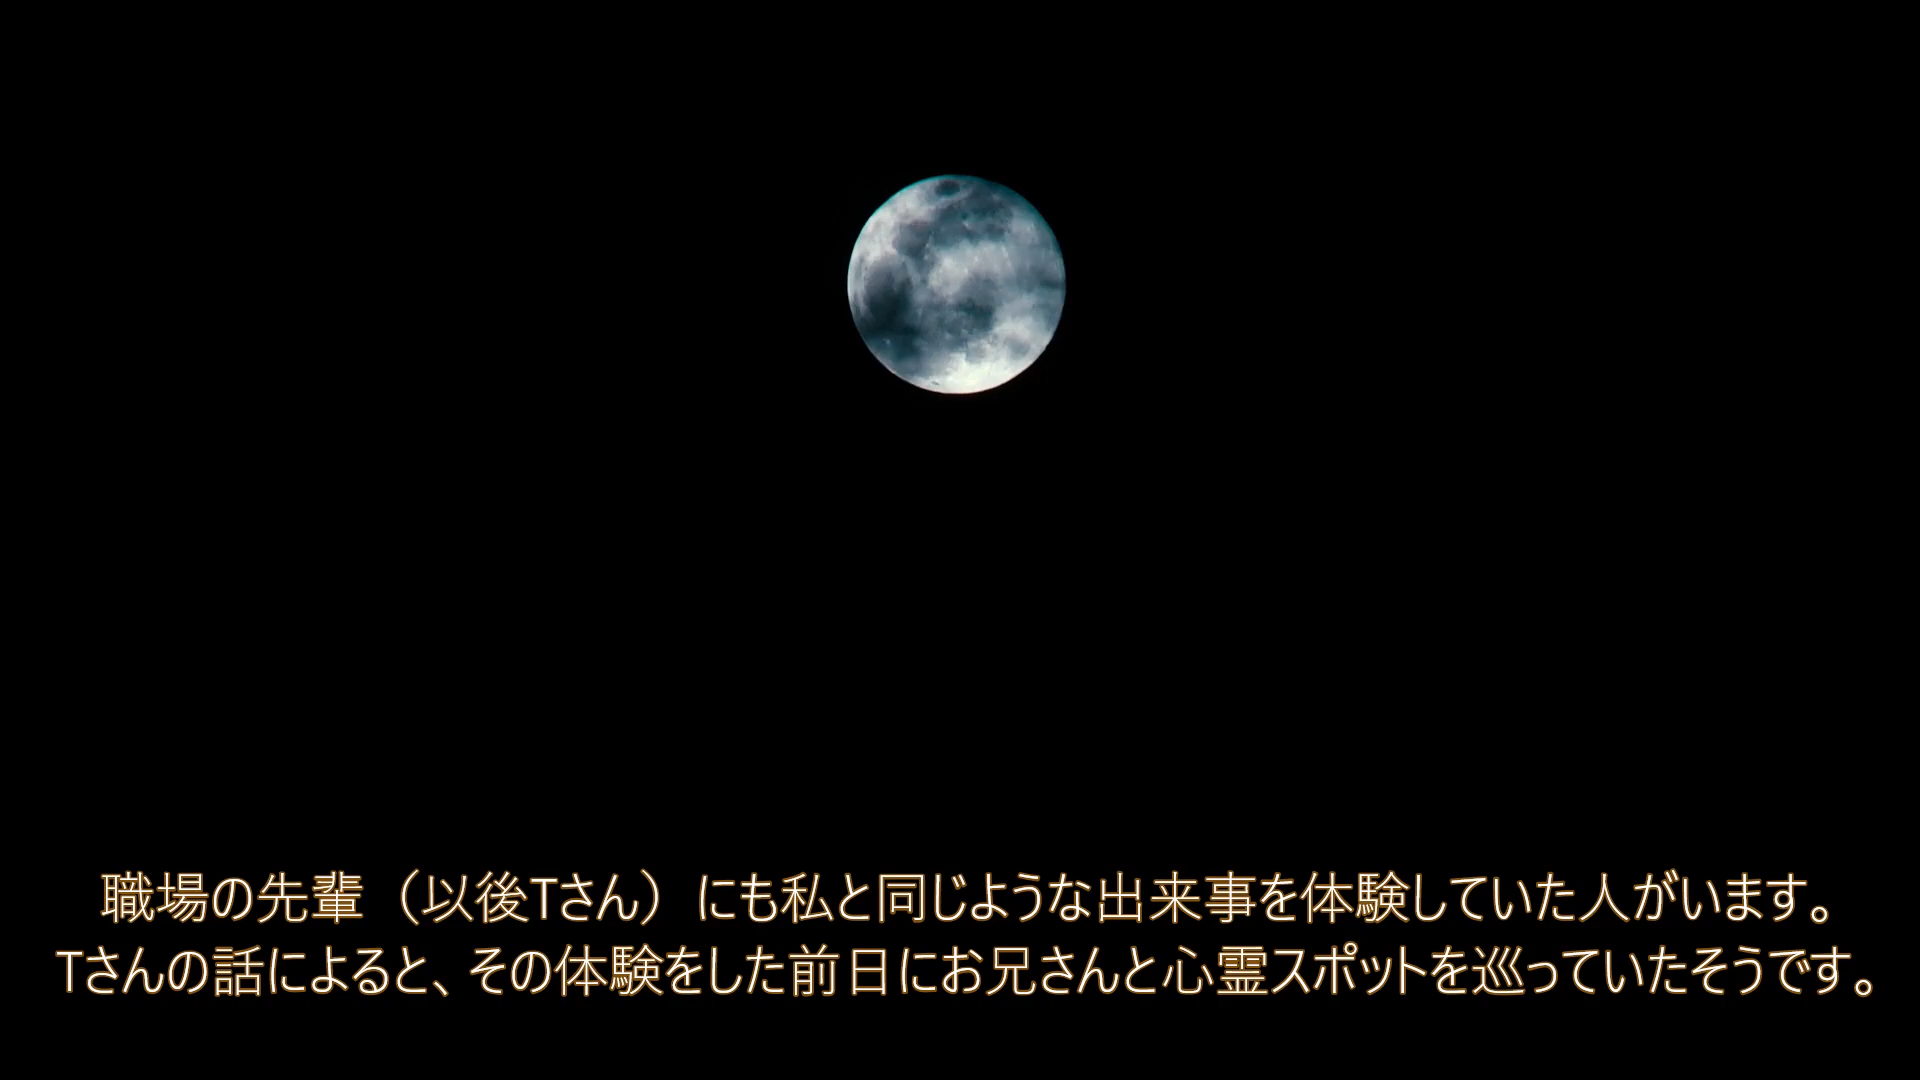 職場の先輩（以後Tさん）にも私と同じような出来事を体験していた人がいます。
Tさんの話によると、その体験をした前日にお兄さんと心霊スポットを巡っていたそうです。